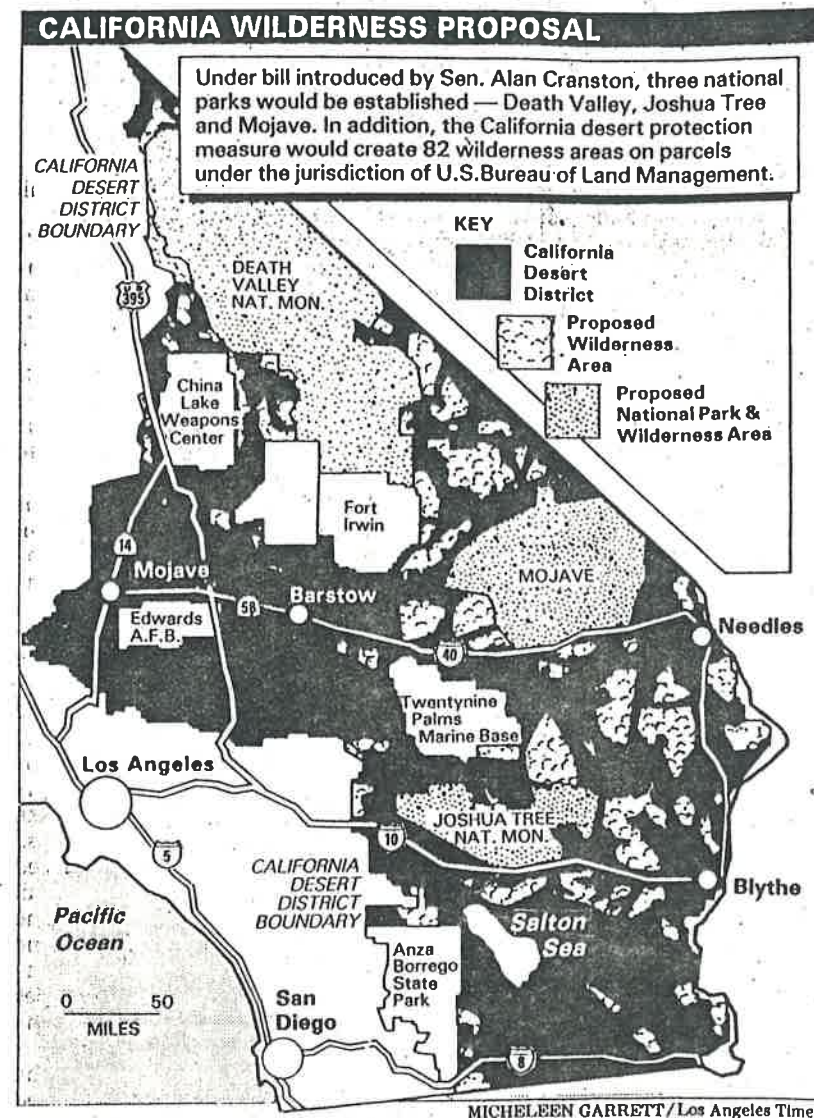 CALIFORNIA WILDERNESS PROPOSAL
Under bill introduced by Sen. Alan Cranston, three national
parks would be established — Death Valley, Joshua Tree
and Mojave. In addition, the California desert protection
measure would create 82 wilderness areas on parcels
under the jurisdiction of U.S.Bureau of Land Management.
CALIFORNIA
DESERT
DISTRICT
BOUNDARY
KEY
California
Desert
District
Proposed
Wilderness
Area
Proposed
National Park &
Wilderness Area
DEATH
VALLEY
NAT. MON.
U S
395
China
Lake
Weapons
Center
Fort
Irwin
14
Mojave
MOJAVE
58
Barstow
Edwards
A.F.B.
40
Needles
Twentynine
Palms
Marine Base
Los Angeles
JOSHUA TREE
NAT. MON.
10
5
CALIFORNIA
DESERT
DISTRICT
BOUNDARY
Blythe
Pacific
Ocean
Salton
Sea
Anza
Borrego
State
Park
0 50
MILES
San
Diego
8
MICHELEEN GARRETT/Los Angeles Time